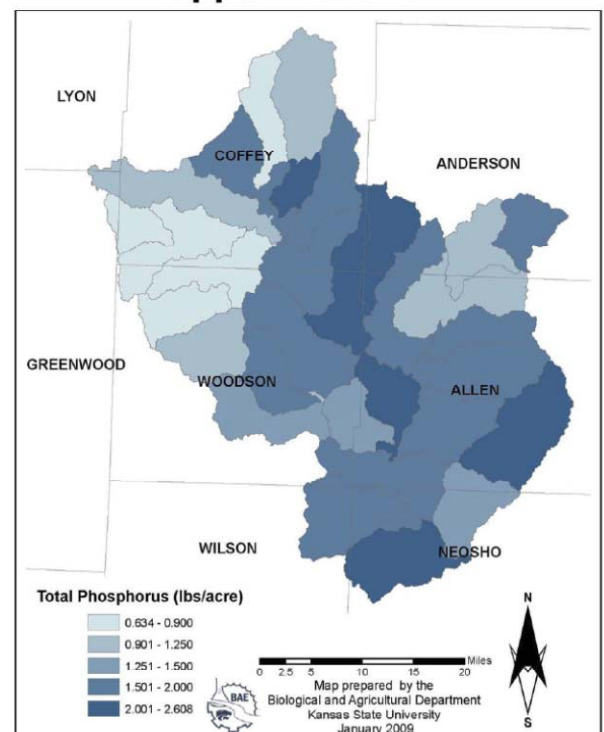 LYON
COFFEY
ANDERSON
GREENWOOD
WOODSON
ALLEN
WILSON
NEOSHO
Total Phosphorus (lbs/acre)
0.634 - 0.900
0.901 - 1.250
1.251 - 1.500
1.501 - 2.000
2.001 - 2.608
0 2.5 5 10 15 20 Miles
BAE
Map prepared by the
Biological and Agricultural Department
Kansas State University
January 2009
N
S